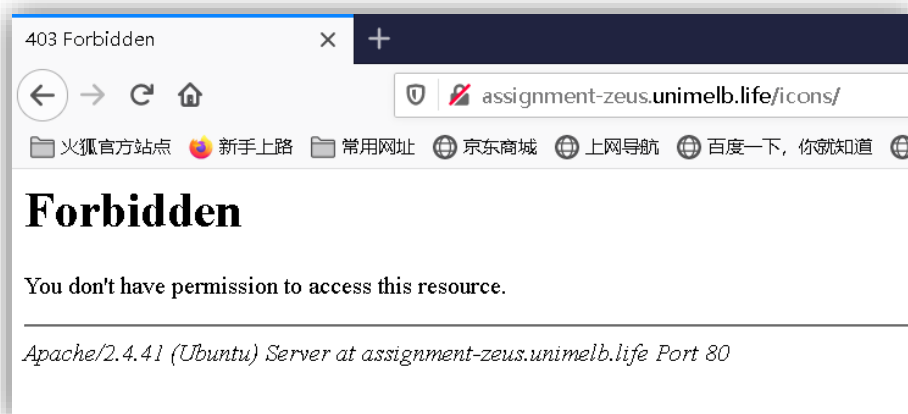 403 Forbidden
assignment-zeus.unimelb.life/icons/
火狐官方站点 新手上路 常用网址 京东商城 上网导航 百度一下，你就知道
Forbidden
You don't have permission to access this resource.
Apache/2.4.41 (Ubuntu) Server at assignment-zeus.unimelb.life Port 80